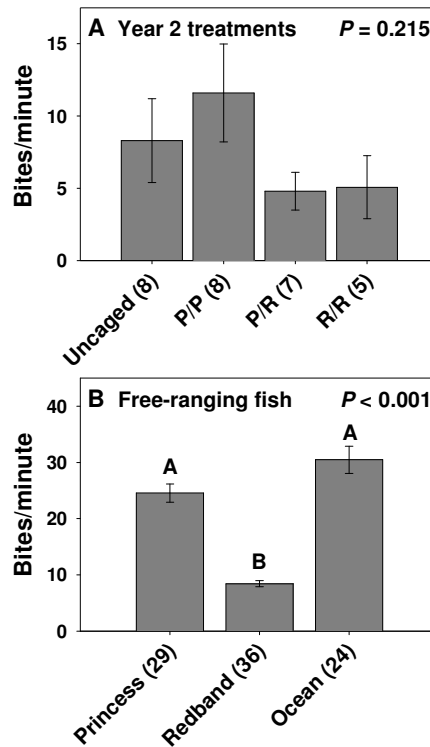 A Year 2 treatments P = 0.215
Bites/minute
15
10
5
0
Uncaged (8)
P/P (8)
P/R (7)
R/R (5)
B Free-ranging fish P < 0.001
Bites/minute
40
30
20
10
0
A
B
A
Princess (29)
Redband (36)
Ocean (24)